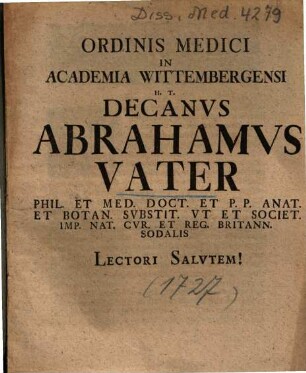 Diss. Med. 4279
ORDINIS MEDICI
IN
ACADEMIA WITTEMBERGENSI
H. T.
DECANVS
ABRAHAMVS
VATER
PHIL. ET MED. DOCT. ET P. P. ANAT.
ET BOTAN. SVBSTIT. VT ET SOCIET.
IMP. NAT. CVR. ET REG. BRITANN.
SODALIS
LECTORI SALVTEM!
(1727)